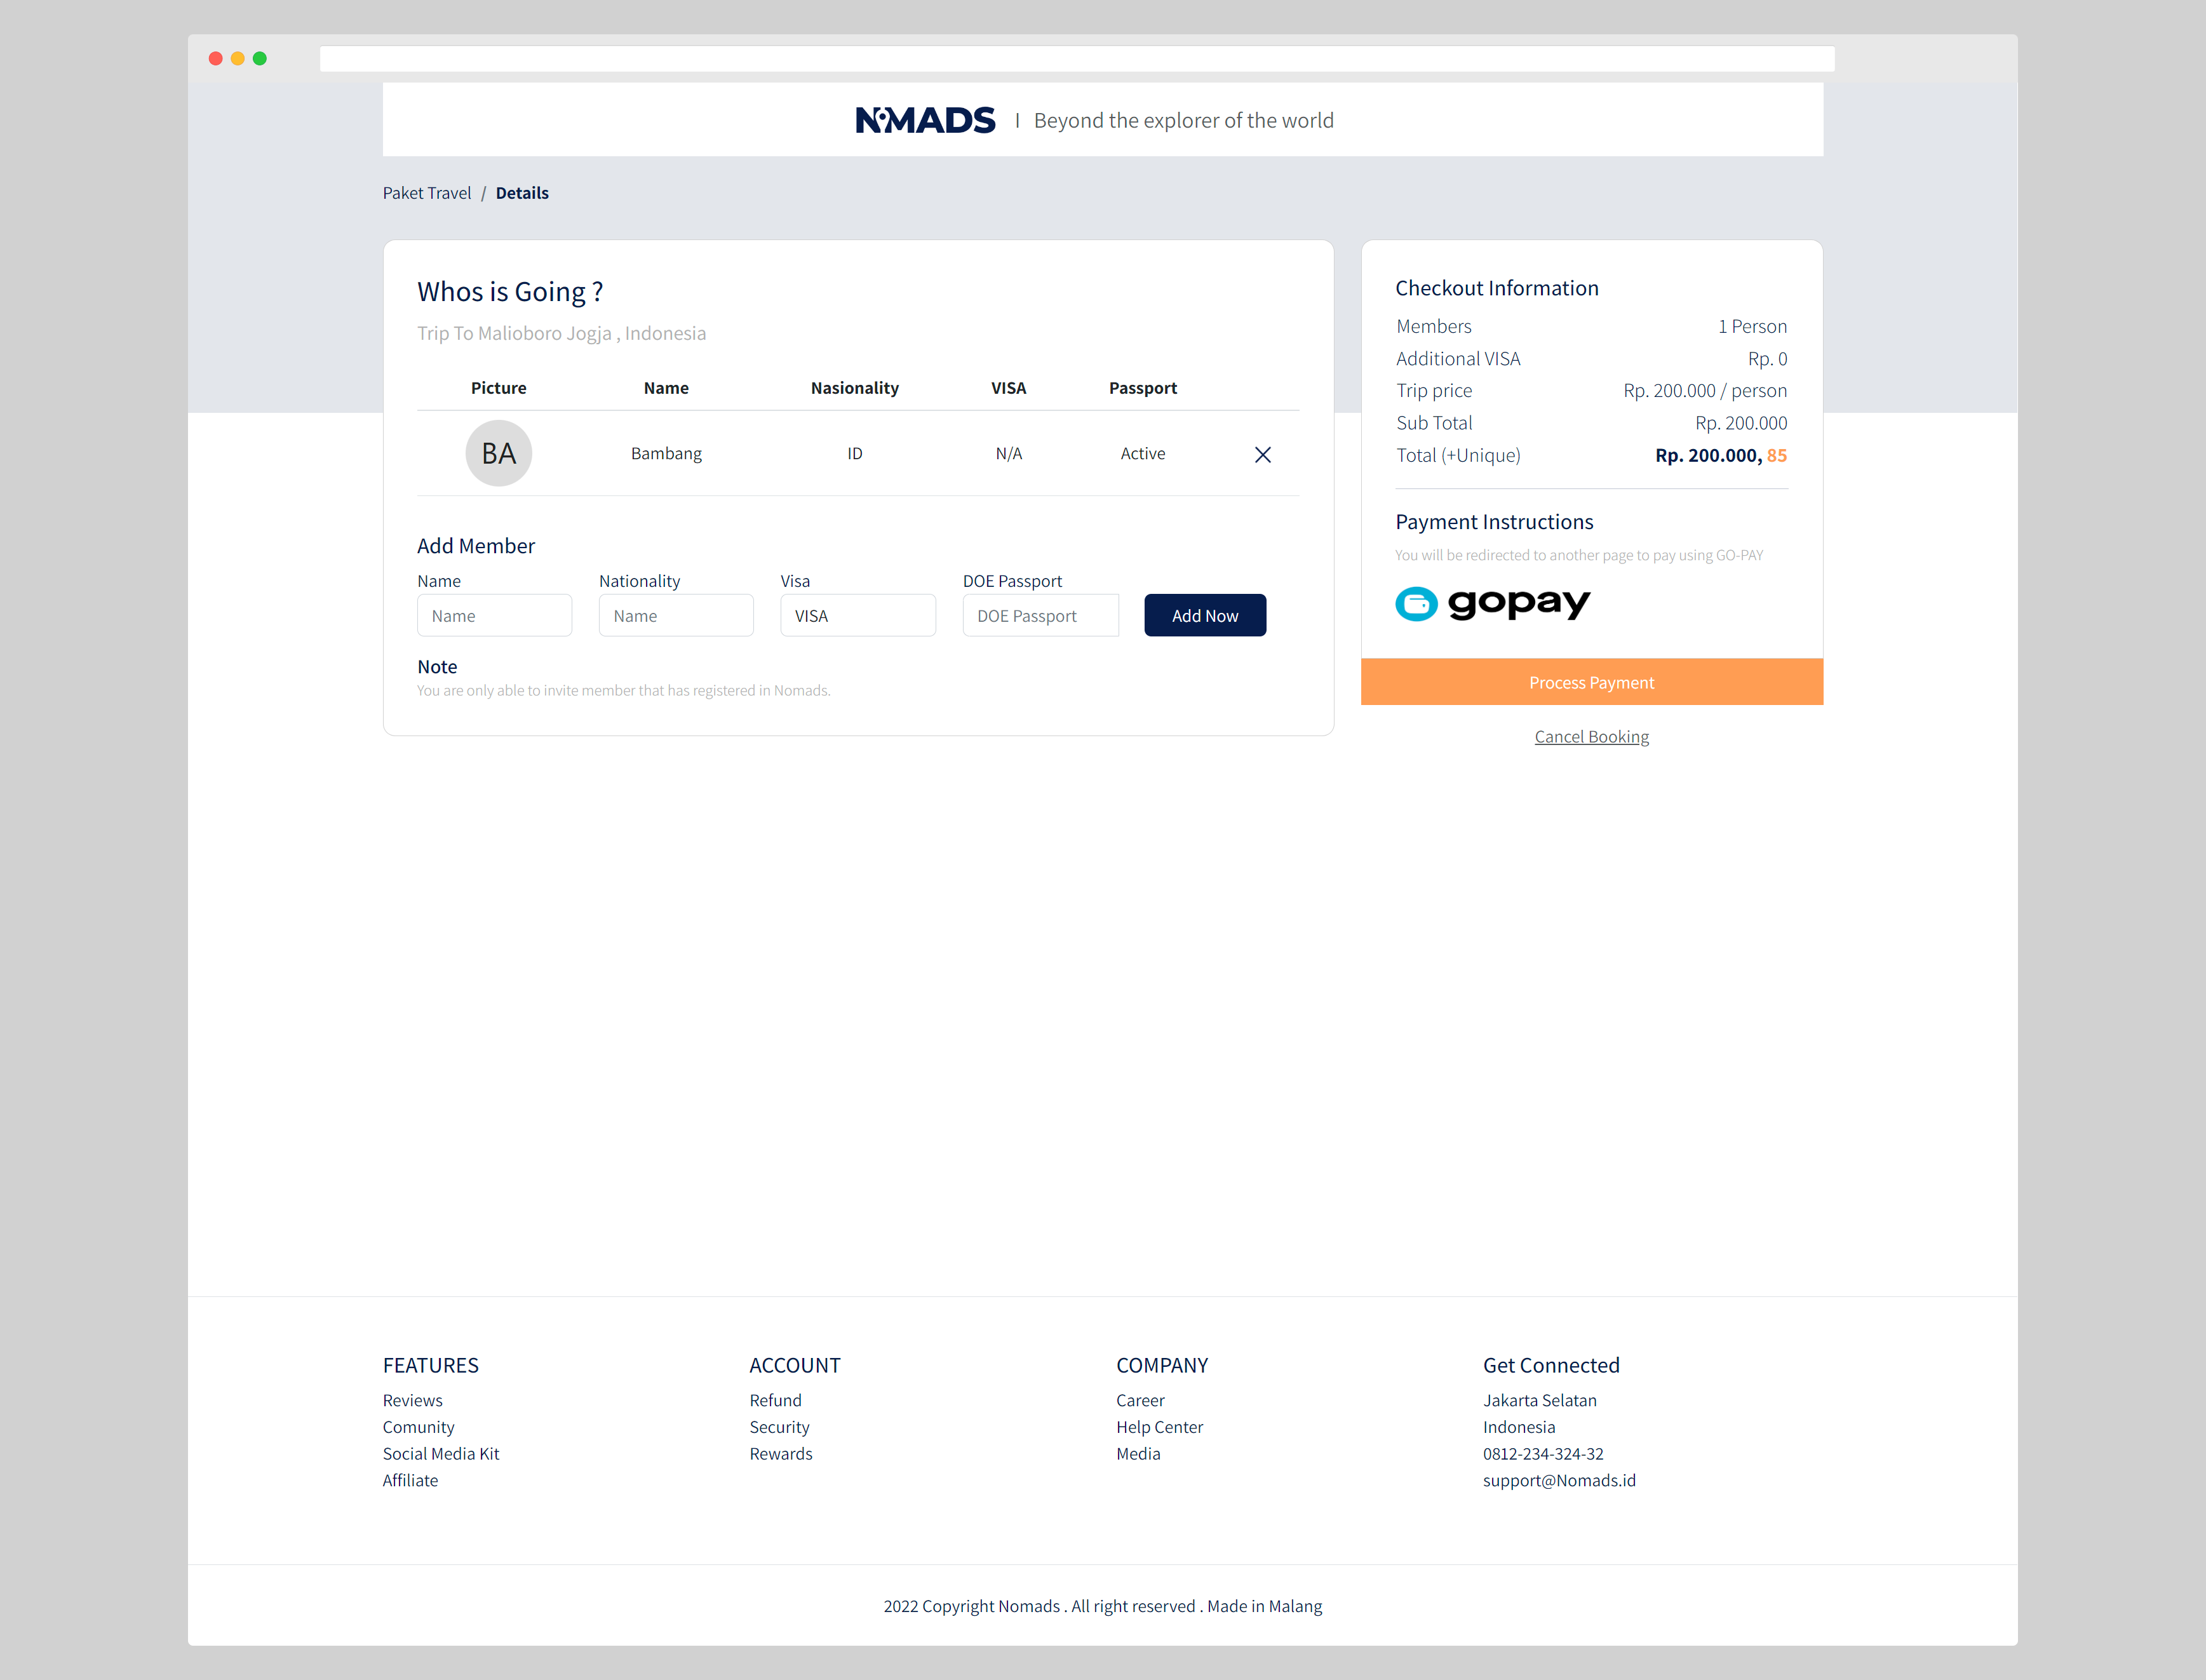 NOMADS | Beyond the explorer of the world
Paket Travel / Details
Whos is Going ?
Trip To Malioboro Jogja , Indonesia
Picture Name Nasionality VISA Passport
BA Bambang ID N/A Active
Add Member
Name Nationality Visa DOE Passport
Name Name VISA DOE Passport Add Now
Note
You are only able to invite member that has registered in Nomads.
Checkout Information
Members 1 Person
Additional VISA Rp. 0
Trip price Rp. 200.000 / person
Sub Total Rp. 200.000
Total (+Unique) Rp. 200.000, 85
Payment Instructions
You will be redirected to another page to pay using GO-PAY
gopay
Process Payment
Cancel Booking
FEATURES
Reviews
Comunity
Social Media Kit
Affiliate
ACCOUNT
Refund
Security
Rewards
COMPANY
Career
Help Center
Media
Get Connected
Jakarta Selatan
Indonesia
0812-234-324-32
support@Nomads.id
2022 Copyright Nomads . All right reserved . Made in Malang